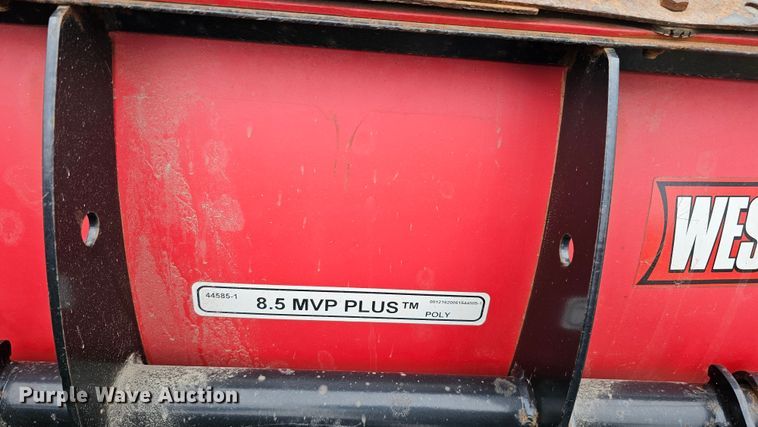 WES
44585-1
8.5 MVP PLUS™
POLY
Purple Wave Auction